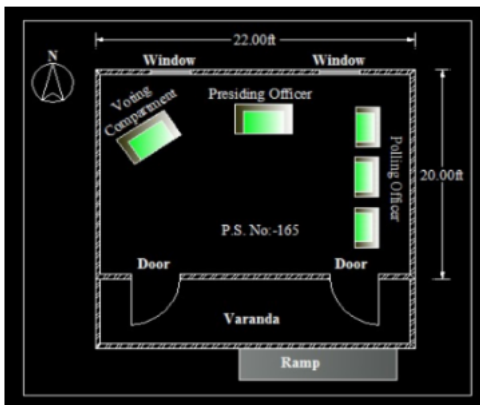 22.00ft
N
Window
Window
Voting
Compartment
Presiding Officer
Polling Officer
20.00ft
P.S. No:-165
Door
Door
Varanda
Ramp